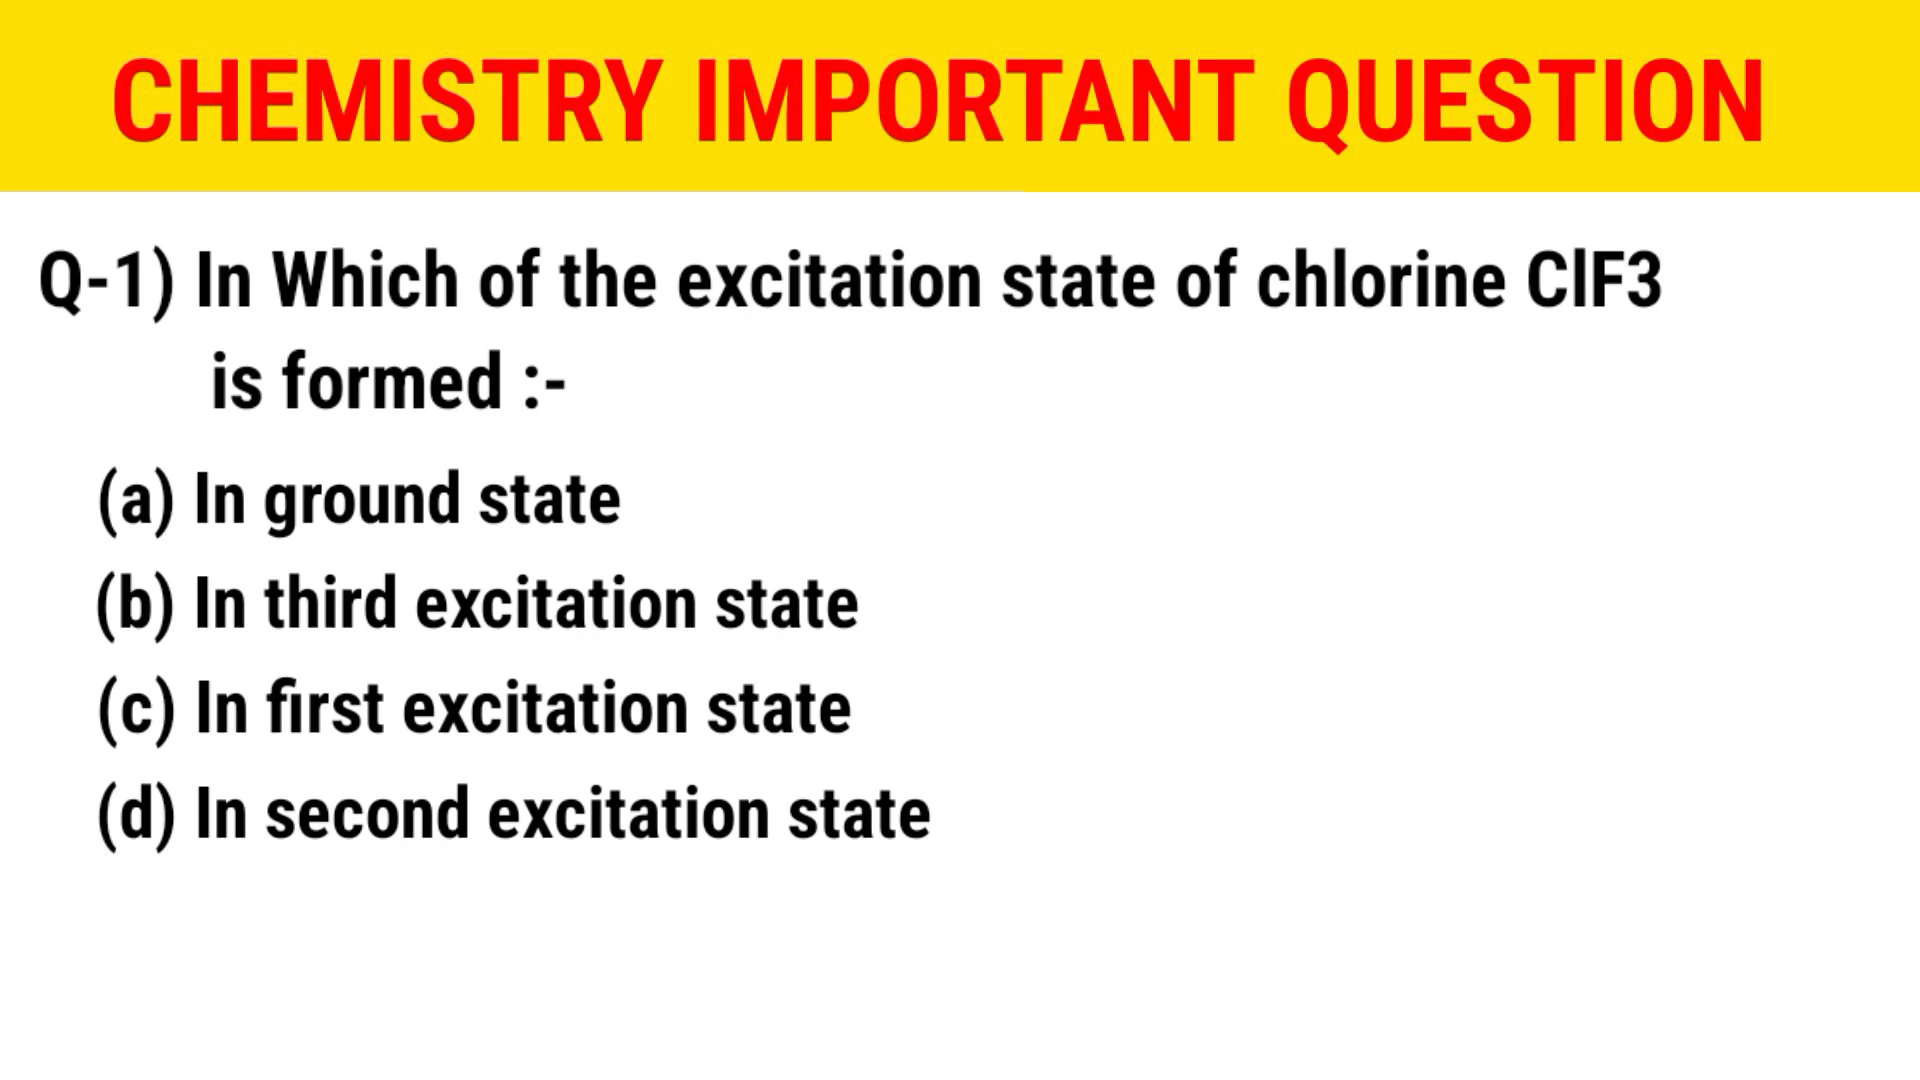 CHEMISTRY IMPORTANT QUESTION
Q-1) In Which of the excitation state of chlorine ClF3
is formed :-
(a) In ground state
(b) In third excitation state
(c) In first excitation state
(d) In second excitation state